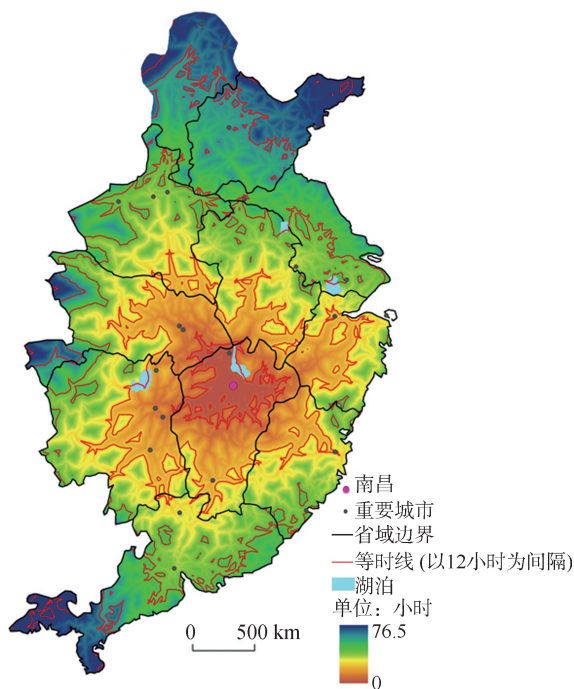 南昌
重要城市
省域边界
等时线 (以12小时为间隔)
湖泊
单位：小时
0 500 km
76.5
0